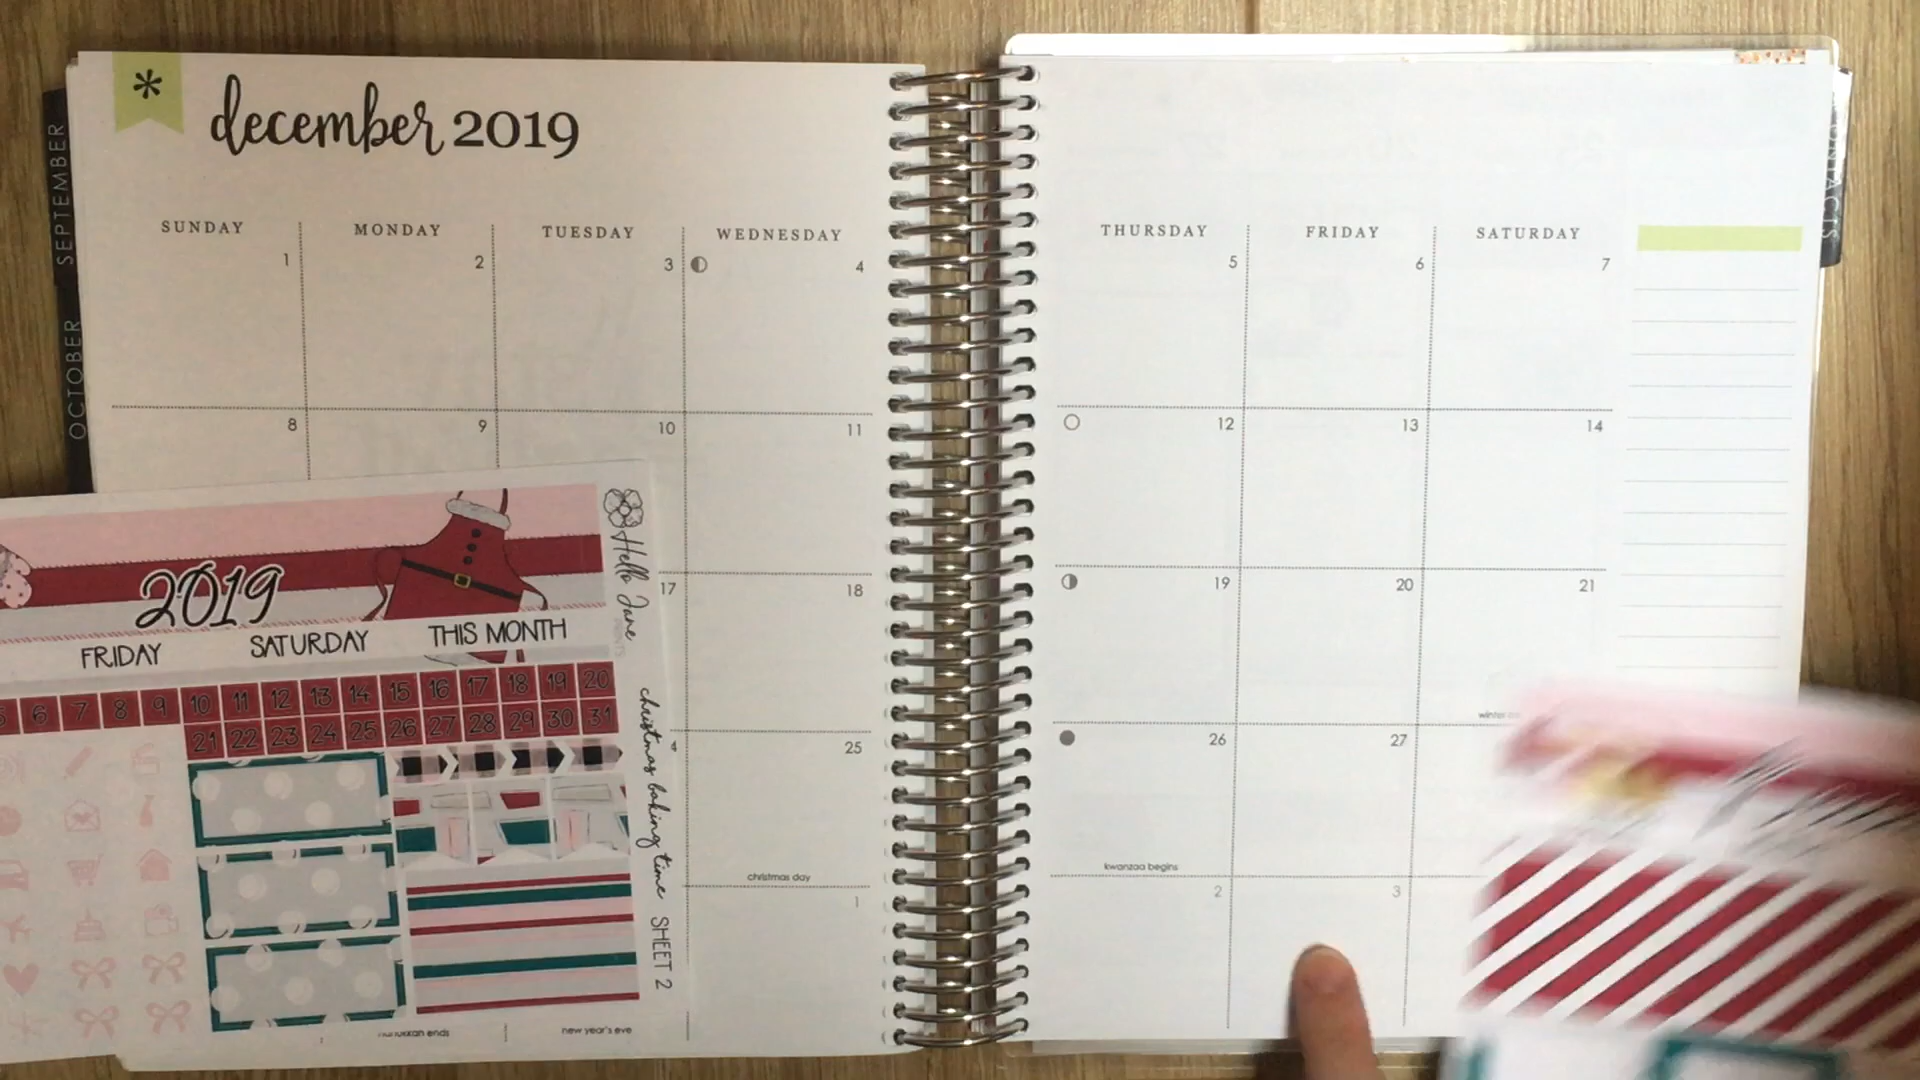 *
december 2019
SEPTEMBER
OCTOBER
SUNDAY MONDAY TUESDAY WEDNESDAY THURSDAY FRIDAY SATURDAY
1 2 3 4 5 6 7
8 9 10 11 12 13 14
17 18 19 20 21
25 26 27
christmas day
kwanzaa begins
1 2 3
new year's eve
ends
2019
FRIDAY SATURDAY THIS MONTH
6 7 8 9 10 11 12 13 14 15 16 17 18 19 20
21 22 23 24 25 26 27 28 29 30 31
Hello Jane
PRINTS
christmas baking time SHEET 2
winter